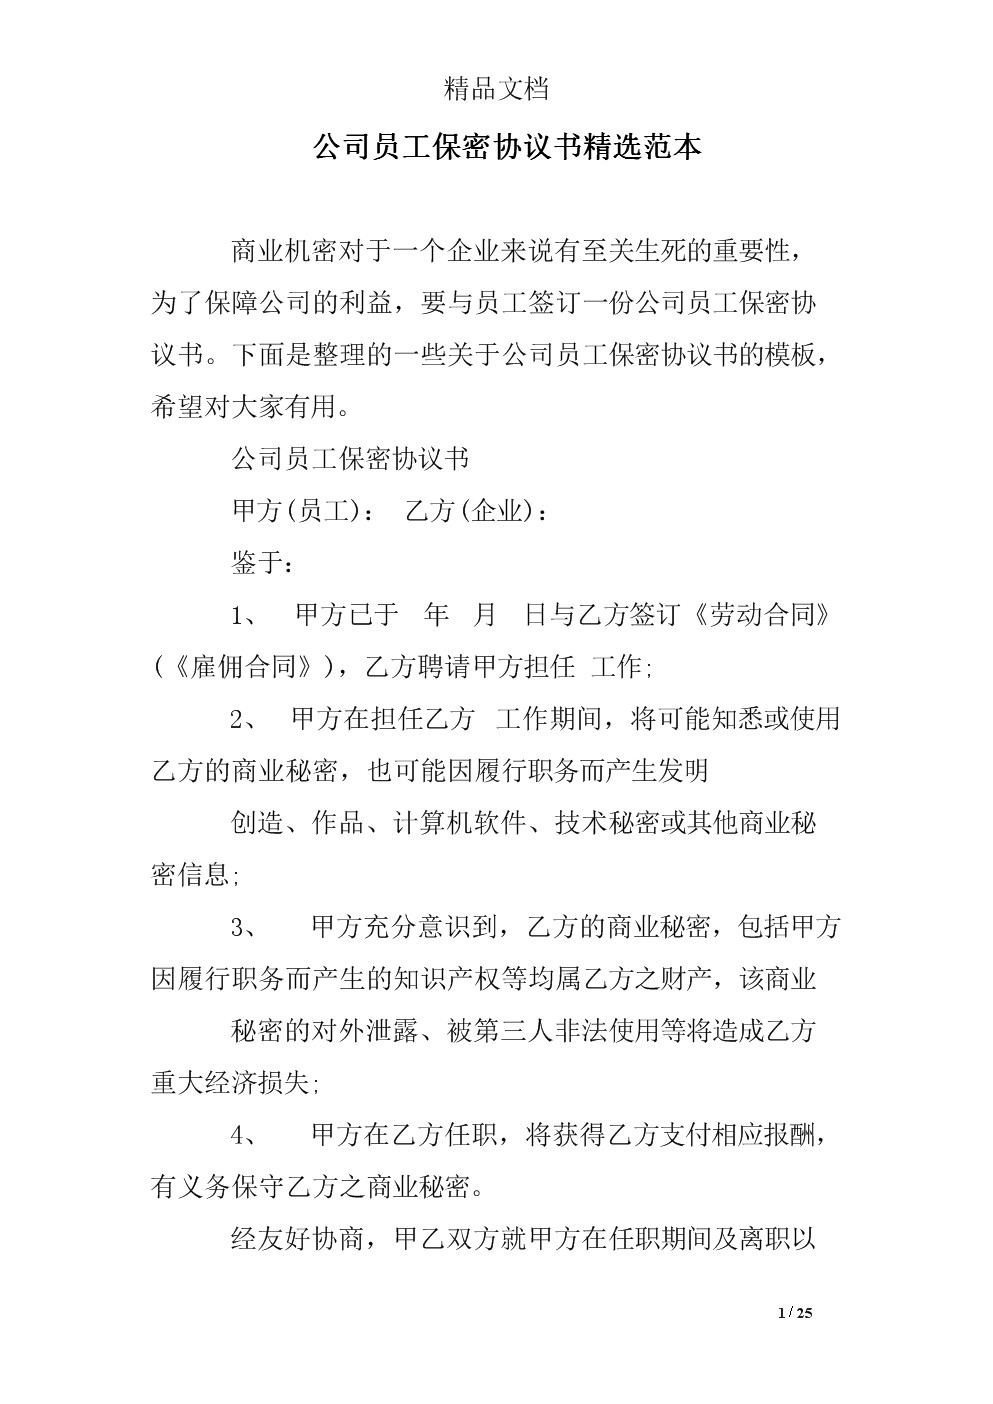 精品文档
公司员工保密协议书精选范本
商业机密对于一个企业来说有至关生死的重要性，
为了保障公司的利益，要与员工签订一份公司员工保密协
议书。下面是整理的一些关于公司员工保密协议书的模板，
希望对大家有用。
公司员工保密协议书
甲方(员工)： 乙方(企业)：
鉴于：
1、 甲方已于 年 月 日与乙方签订《劳动合同》
(《雇佣合同》)，乙方聘请甲方担任 工作;
2、 甲方在担任乙方 工作期间，将可能知悉或使用
乙方的商业秘密，也可能因履行职务而产生发明
创造、作品、计算机软件、技术秘密或其他商业秘
密信息;
3、 甲方充分意识到，乙方的商业秘密，包括甲方
因履行职务而产生的知识产权等均属乙方之财产，该商业
秘密的对外泄露、被第三人非法使用等将造成乙方
重大经济损失;
4、 甲方在乙方任职，将获得乙方支付相应报酬，
有义务保守乙方之商业秘密。
经友好协商，甲乙双方就甲方在任职期间及离职以
1 / 25